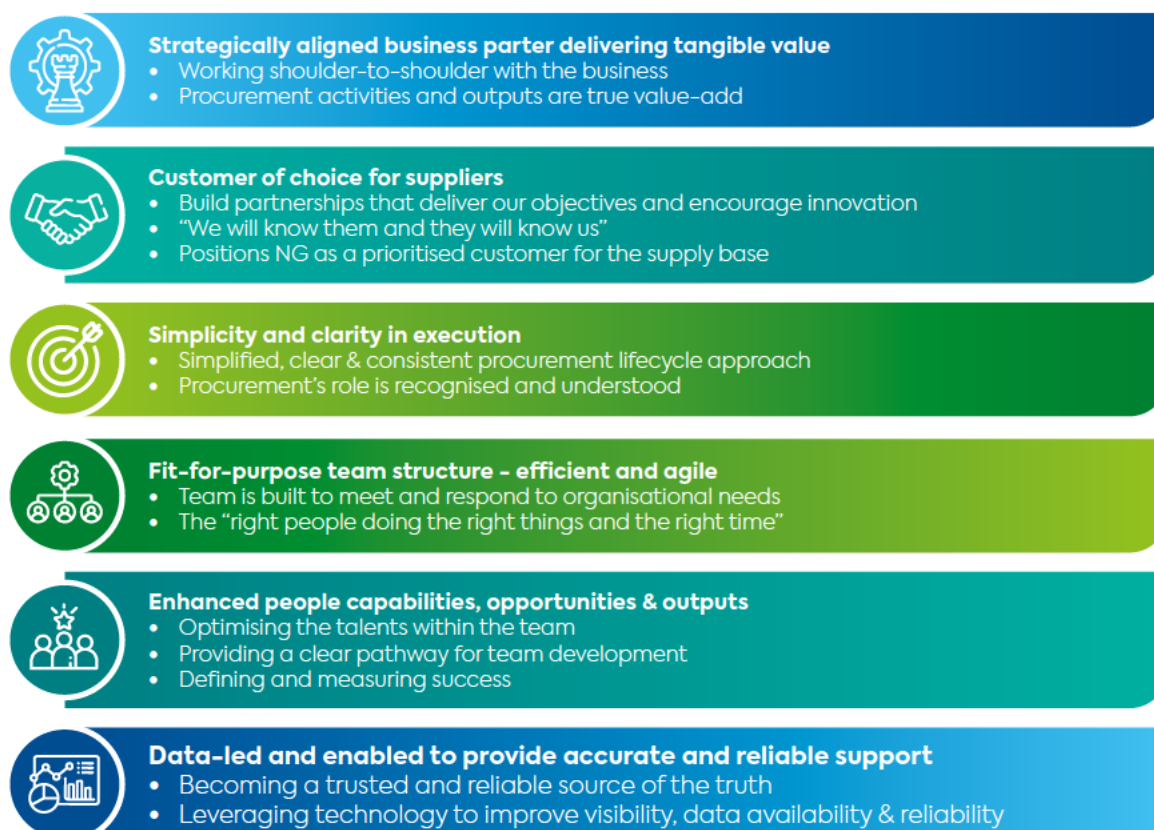 Strategically aligned business parter delivering tangible value
• Working shoulder-to-shoulder with the business
• Procurement activities and outputs are true value-add
Customer of choice for suppliers
• Build partnerships that deliver our objectives and encourage innovation
• “We will know them and they will know us”
• Positions NG as a prioritised customer for the supply base
Simplicity and clarity in execution
• Simplified, clear & consistent procurement lifecycle approach
• Procurement’s role is recognised and understood
Fit-for-purpose team structure - efficient and agile
• Team is built to meet and respond to organisational needs
• The “right people doing the right things and the right time”
Enhanced people capabilities, opportunities & outputs
• Optimising the talents within the team
• Providing a clear pathway for team development
• Defining and measuring success
Data-led and enabled to provide accurate and reliable support
• Becoming a trusted and reliable source of the truth
• Leveraging technology to improve visibility, data availability & reliability